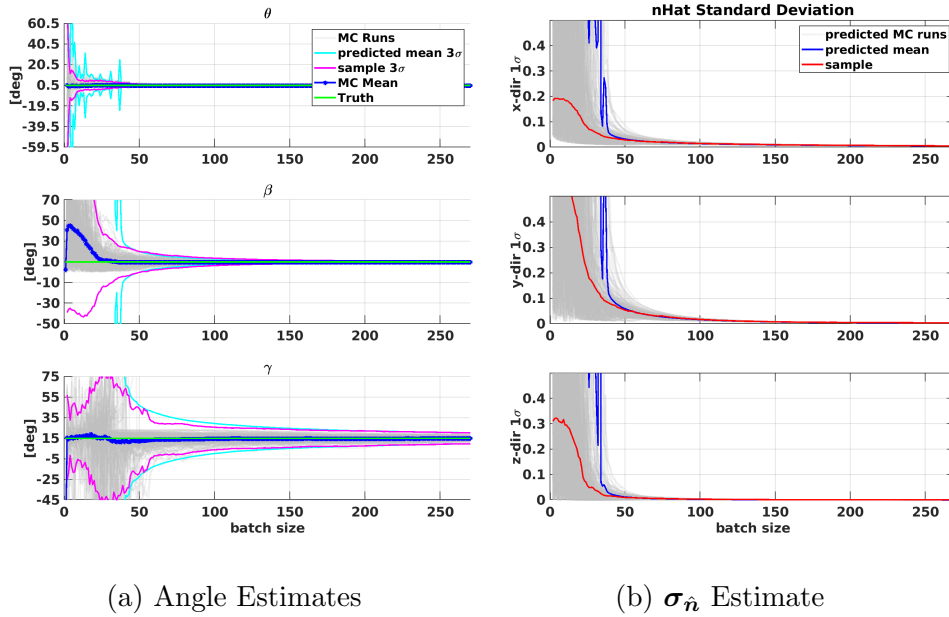 θ
60.5
40.5
20.5
0.5
-19.5
-39.5
-59.5
[deg]
MC Runs
predicted mean 3σ
sample 3σ
MC Mean
Truth
0 50 100 150 200 250
β
70
50
30
10
-10
-30
-50
[deg]
0 50 100 150 200 250
γ
75
55
35
15
-5
-25
-45
[deg]
0 50 100 150 200 250
batch size
nHat Standard Deviation
x-dir 1σ
0.4
0.3
0.2
0.1
0
predicted MC runs
predicted mean
sample
0 50 100 150 200 250
y-dir 1σ
0.4
0.3
0.2
0.1
0
0 50 100 150 200 250
z-dir 1σ
0.4
0.3
0.2
0.1
0
0 50 100 150 200 250
batch size
(a) Angle Estimates
(b) σn̂ Estimate